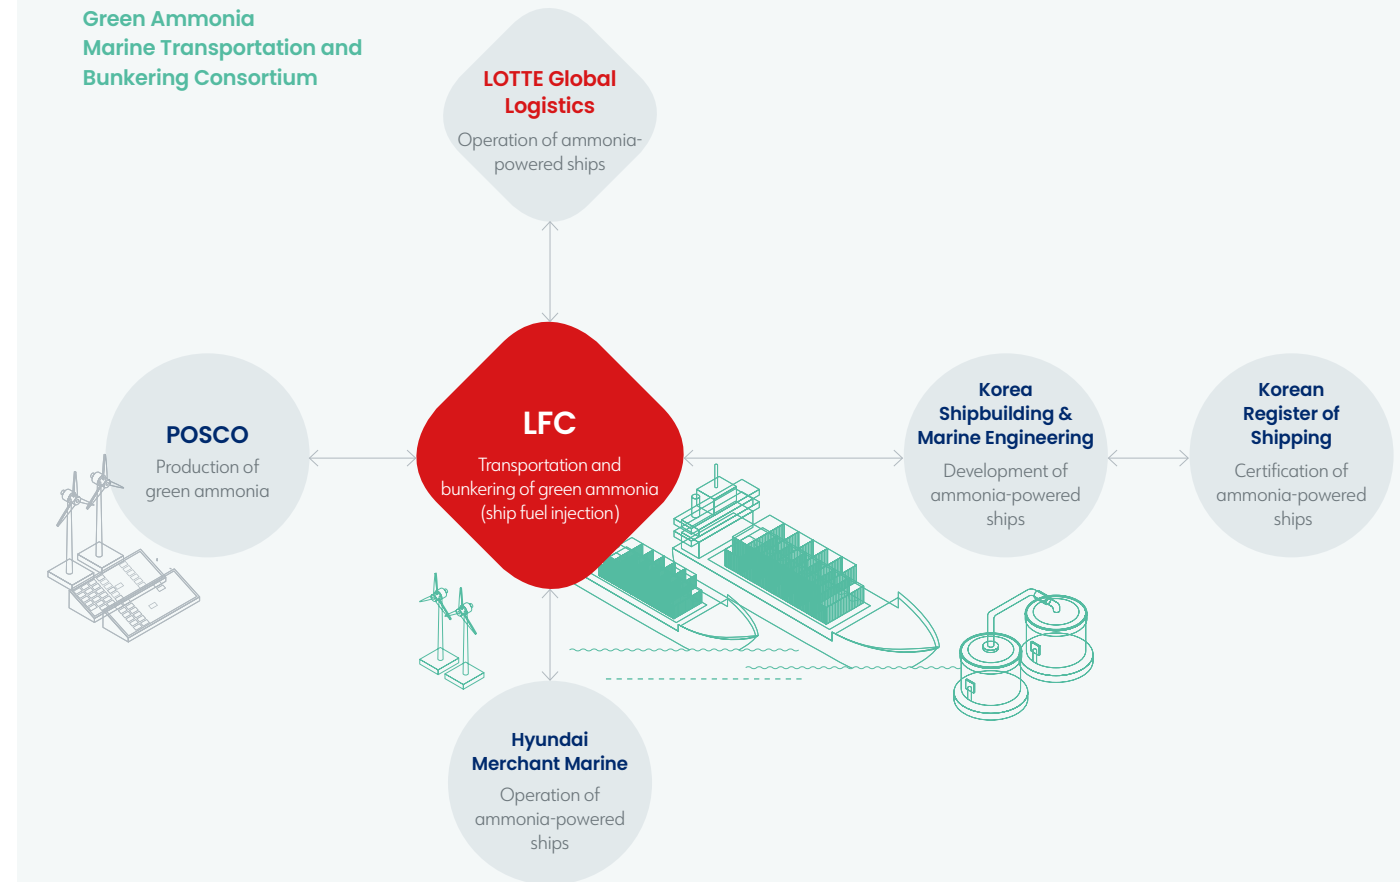 Green Ammonia
Marine Transportation and
Bunkering Consortium
LOTTE Global
Logistics
Operation of ammonia-
powered ships
POSCO
Production of
green ammonia
LFC
Transportation and
bunkering of green ammonia
(ship fuel injection)
Korea
Shipbuilding &
Marine Engineering
Development of
ammonia-powered
ships
Korean
Register of
Shipping
Certification of
ammonia-powered
ships
Hyundai
Merchant Marine
Operation of
ammonia-powered
ships